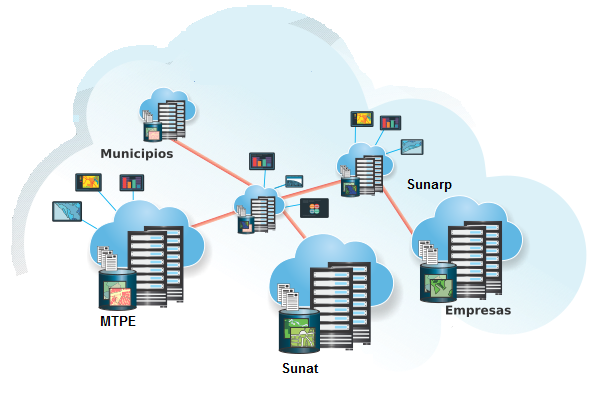 Municipios
Sunarp
MTPE
Empresas
Sunat